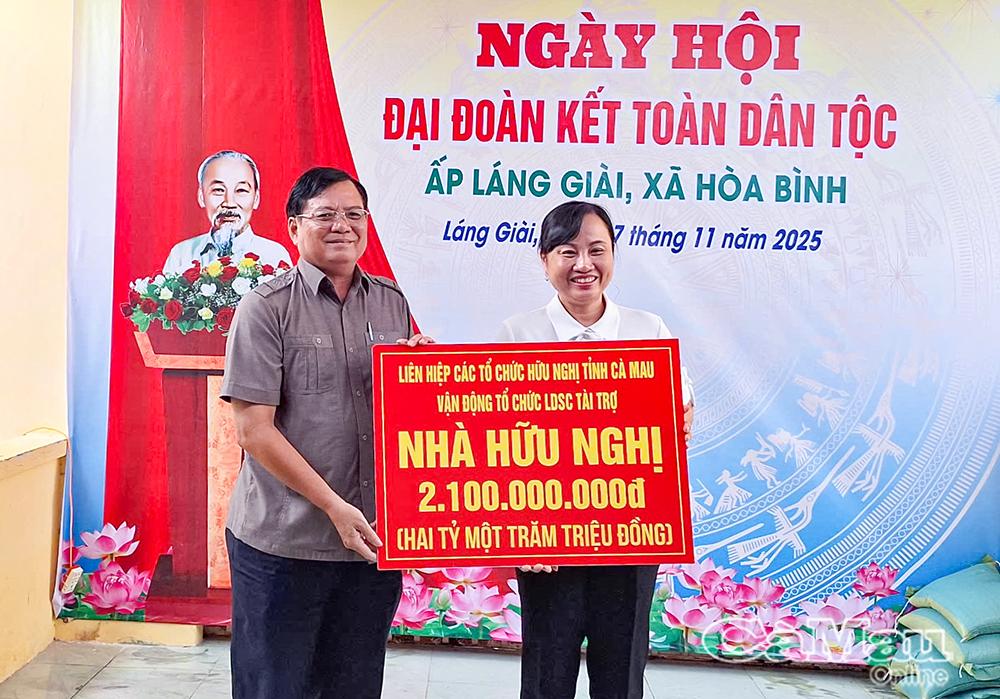 NGÀY HỘI
ĐẠI ĐOÀN KẾT TOÀN DÂN TỘC
ẤP LÁNG GIÀI, XÃ HÒA BÌNH
Láng Giài, 7 tháng 11 năm 2025
LIÊN HIỆP CÁC TỔ CHỨC HỮU NGHỊ TỈNH CÀ MAU
VẬN ĐỘNG TỔ CHỨC LDSC TÀI TRỢ
NHÀ HỮU NGHỊ
2.100.000.000đ
(HAI TỶ MỘT TRĂM TRIỆU ĐỒNG)
CàMau
Online